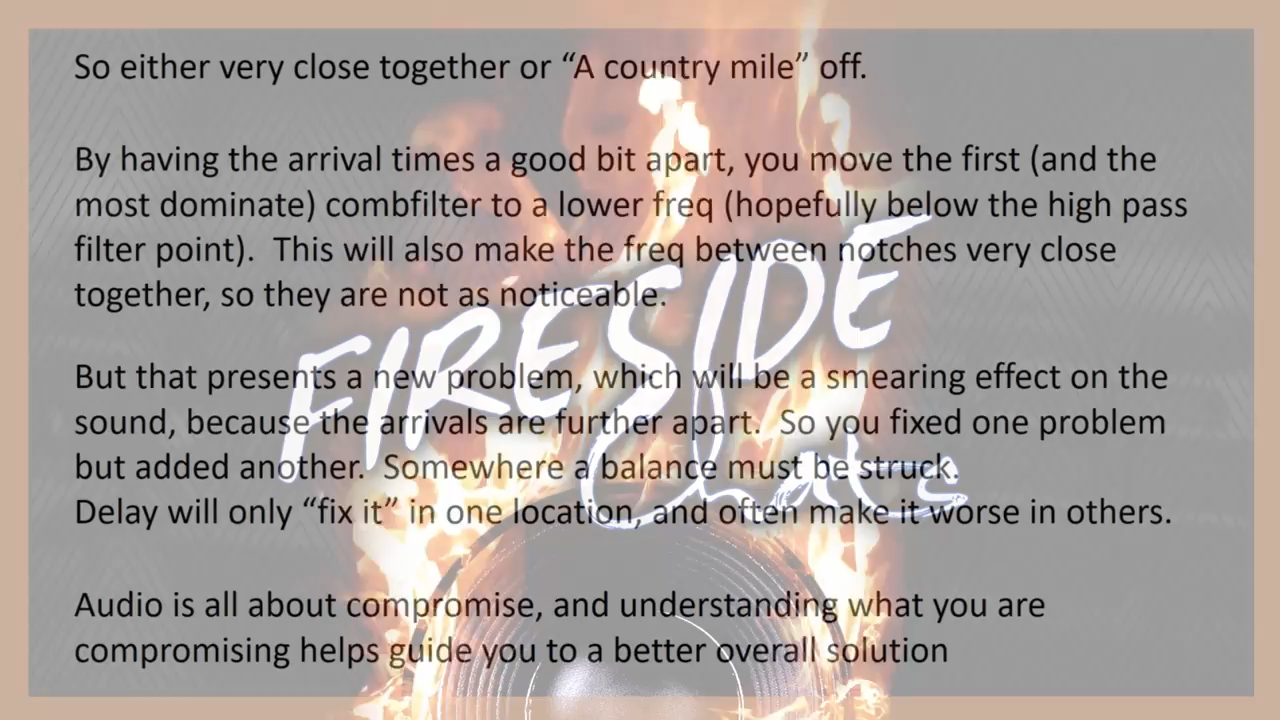 So either very close together or “A country mile” off.
By having the arrival times a good bit apart, you move the first (and the
most dominate) combfilter to a lower freq (hopefully below the high pass
filter point).  This will also make the freq between notches very close
together, so they are not as noticeable.
But that presents a new problem, which will be a smearing effect on the
sound, because the arrivals are further apart.  So you fixed one problem
but added another.  Somewhere a balance must be struck.
Delay will only “fix it” in one location, and often make it worse in others.
Audio is all about compromise, and understanding what you are
compromising helps guide you to a better overall solution
FIRESIDE
Chats